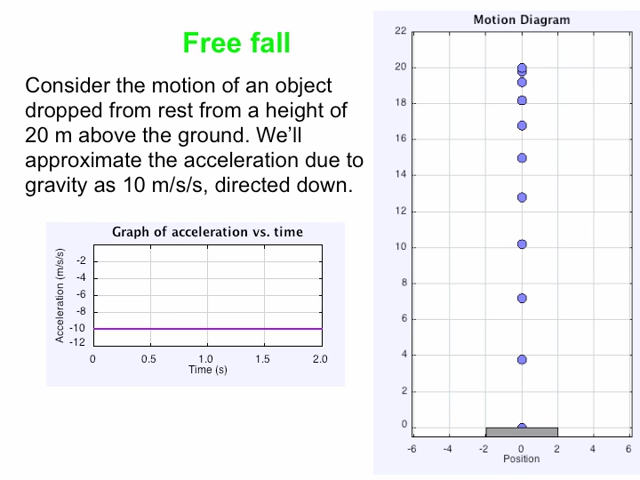 Free fall
Consider the motion of an object
dropped from rest from a height of
20 m above the ground. We'll
approximate the acceleration due to
gravity as 10 m/s/s, directed down.
Graph of acceleration vs. time
Acceleration (m/s/s)
-2
-4
-6
-8
-10
-12
0 0.5 1.0 1.5 2.0
Time (s)
Motion Diagram
22
20
18
16
14
12
10
8
6
4
2
0
-6 -4 -2 0 2 4 6
Position